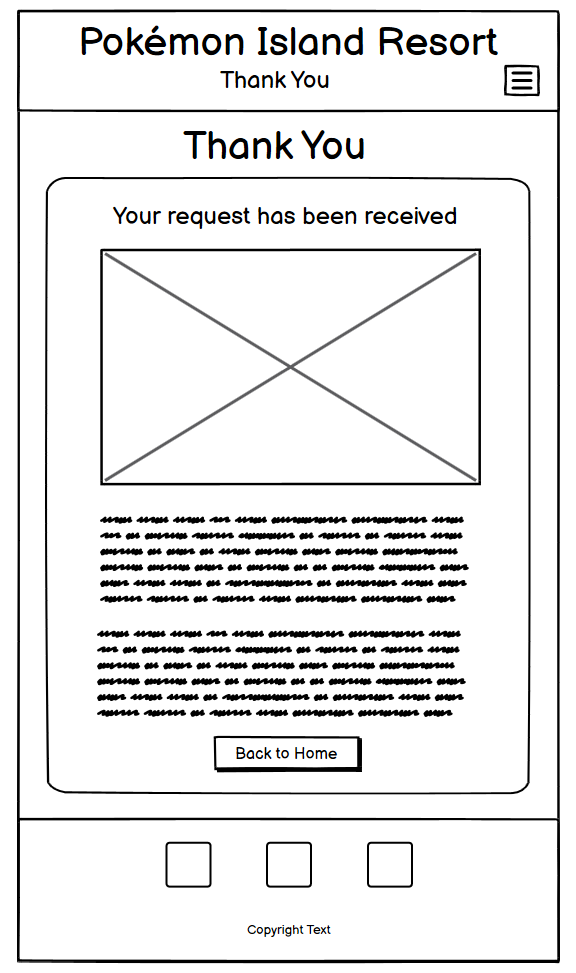 Pokémon Island Resort
Thank You
Thank You
Your request has been received
Back to Home
Copyright Text